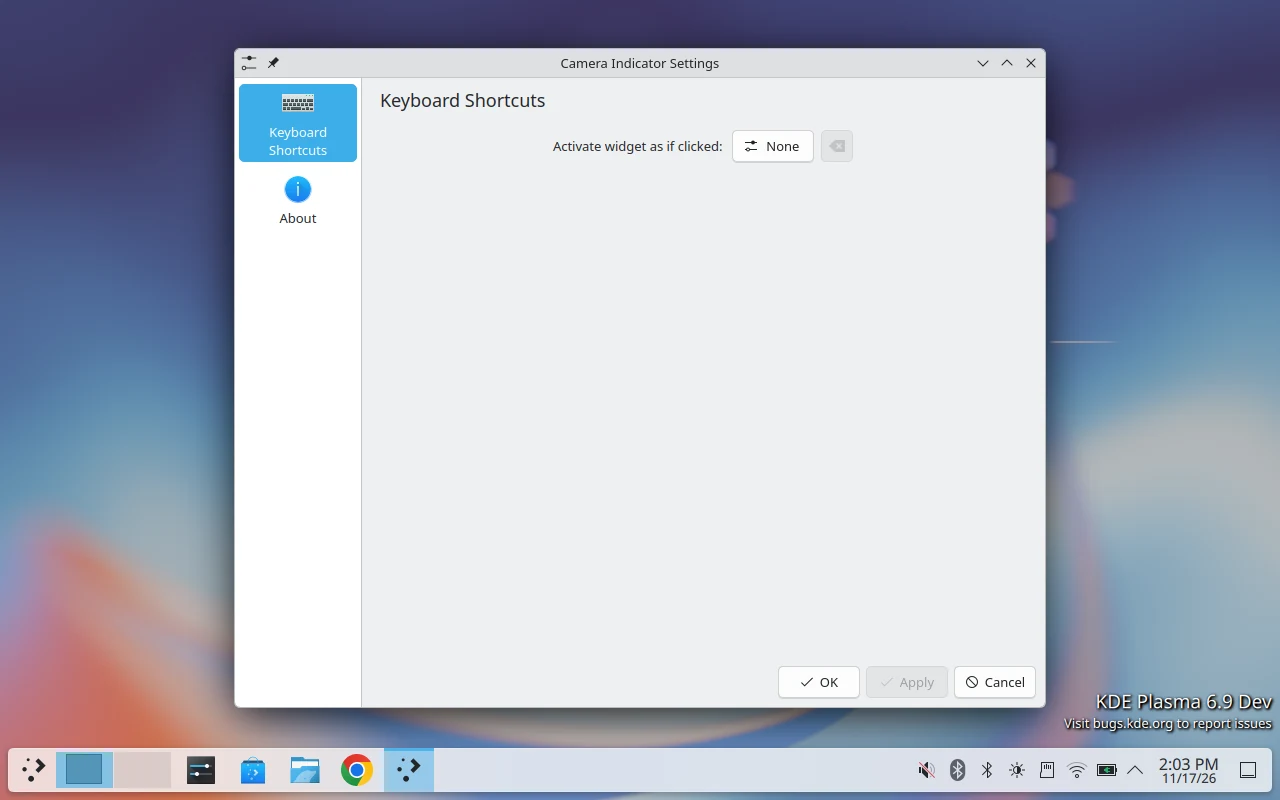 Camera Indicator Settings
Keyboard
Shortcuts
About
Keyboard Shortcuts
Activate widget as if clicked:
None
OK
Apply
Cancel
KDE Plasma 6.9 Dev
Visit bugs.kde.org to report issues
2:03 PM
11/17/26